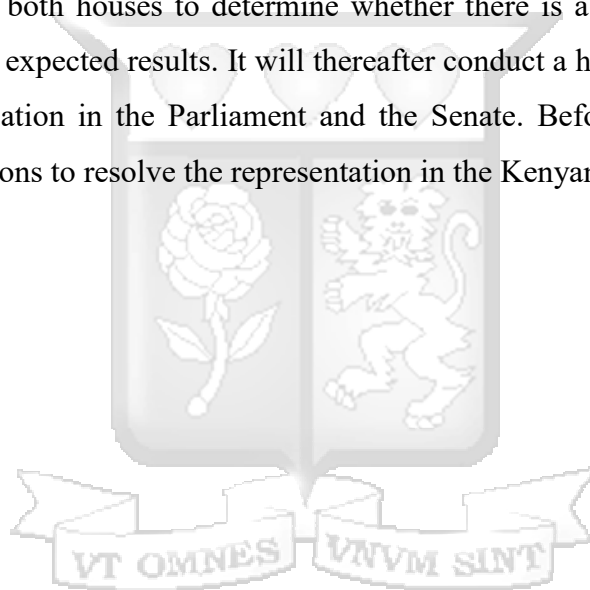 both houses to determine whether there is a
expected results. It will thereafter conduct a h
ation in the Parliament and the Senate. Befo
ons to resolve the representation in the Kenyan
VT OMNES VNVM SINT